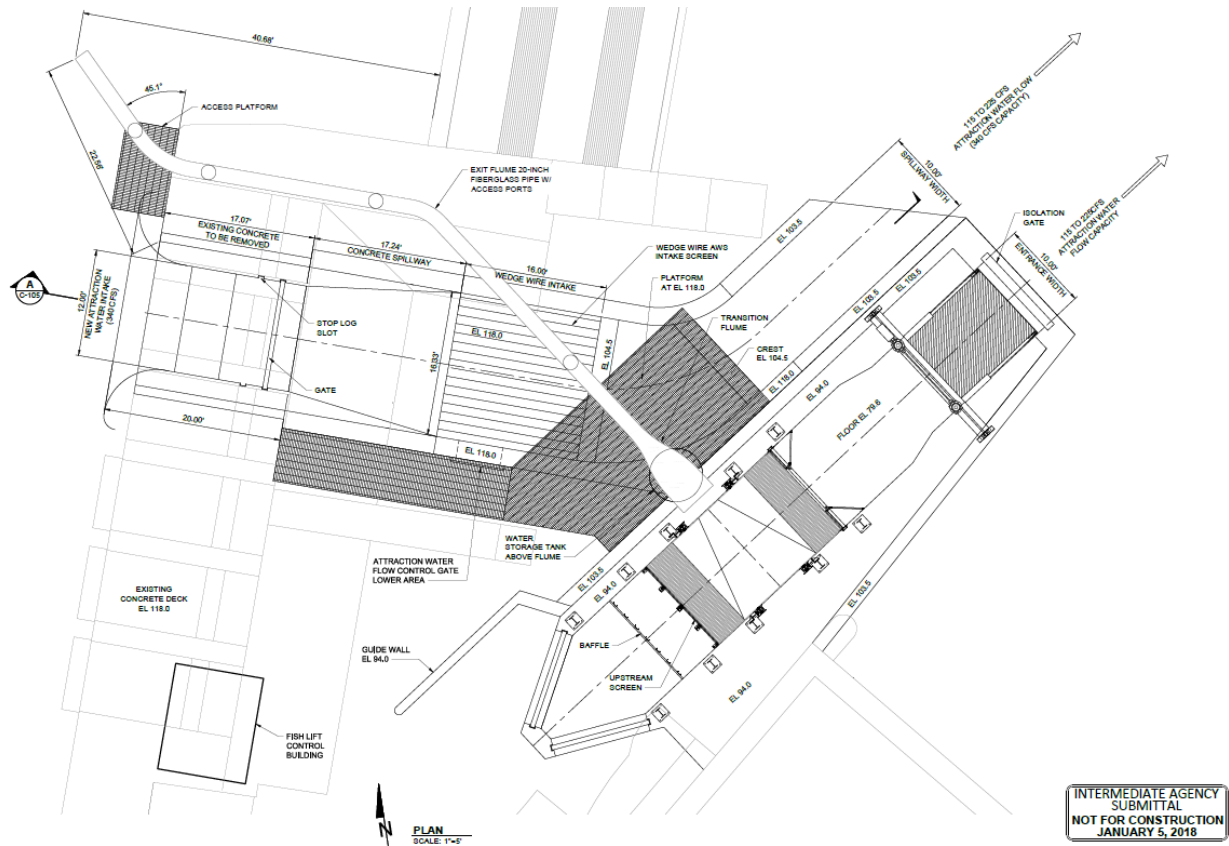 40.68'
45.1°
ACCESS PLATFORM
22.56'
115 TO 225 CFS
ATTRACTION WATER FLOW
(340 CFS CAPACITY)
10.00'
SPILLWAY WIDTH
115 TO 225CFS
ATTRACTION WATER
FLOW CAPACITY
ISOLATION
GATE
10.00'
ENTRANCE WIDTH
EXIT FLUME 20-INCH
FIBERGLASS PIPE W/
ACCESS PORTS
17.07'
EXISTING CONCRETE
TO BE REMOVED
17.24'
CONCRETE SPILLWAY
16.00'
WEDGE WIRE INTAKE
WEDGE WIRE AWS
INTAKE SCREEN
PLATFORM
AT EL 118.0
TRANSITION
FLUME
CREST
EL 104.5
EL 103.5
EL 103.5
EL 103.5
A
C-105
12.00'
NEW ATTRACTION
WATER INTAKE
(340 CFS)
STOP LOG
SLOT
GATE
EL 118.0
16.33'
EL 104.5
EL 118.0
EL 94.0
FLOOR EL 79.6
20.00'
EL 118.0
WATER
STORAGE TANK
ABOVE FLUME
ATTRACTION WATER
FLOW CONTROL GATE
LOWER AREA
EL 103.5
EL 94.0
EL 103.5
EXISTING
CONCRETE DECK
EL 118.0
GUIDE WALL
EL 94.0
BAFFLE
UPSTREAM
SCREEN
EL 94.0
FISH LIFT
CONTROL
BUILDING
N
PLAN
SCALE: 1"=5'
INTERMEDIATE AGENCY
SUBMITTAL
NOT FOR CONSTRUCTION
JANUARY 5, 2018